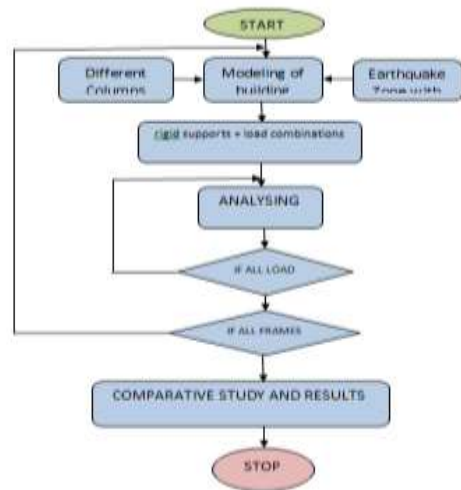 START
Different
Columns
Modeling of
building
Earthquake
Zone with
rigid supports + load combinations
ANALYSING
IF ALL LOAD
IF ALL FRAMES
COMPARATIVE STUDY AND RESULTS
STOP